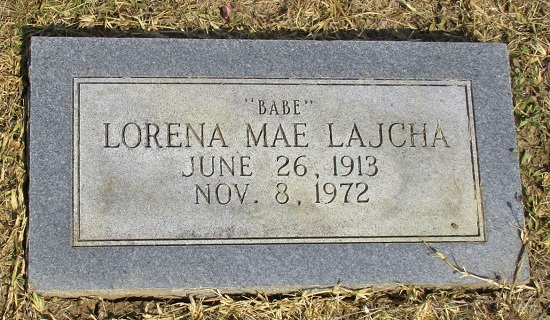 "BABE"
LORENA MAE LAJCHA
JUNE 26, 1913
NOV. 8, 1972